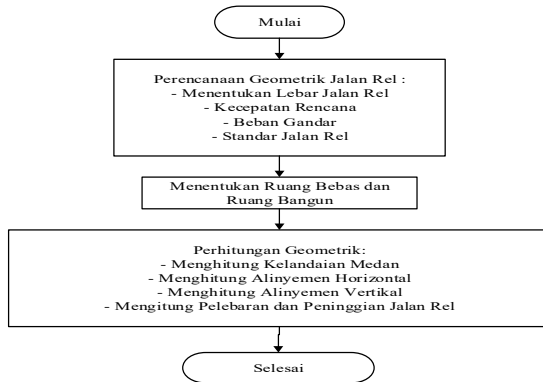 Mulai
Perencanaan Geometrik Jalan Rel :
- Menentukan Lebar Jalan Rel
- Kecepatan Rencana
- Beban Gandar
- Standar Jalan Rel
Menentukan Ruang Bebas dan
Ruang Bangun
Perhitungan Geometrik:
- Menghitung Kelandaian Medan
- Menghitung Alinyemen Horizontal
- Menghitung Alinyemen Vertikal
- Mengitung Pelebaran dan Peninggian Jalan Rel
Selesai